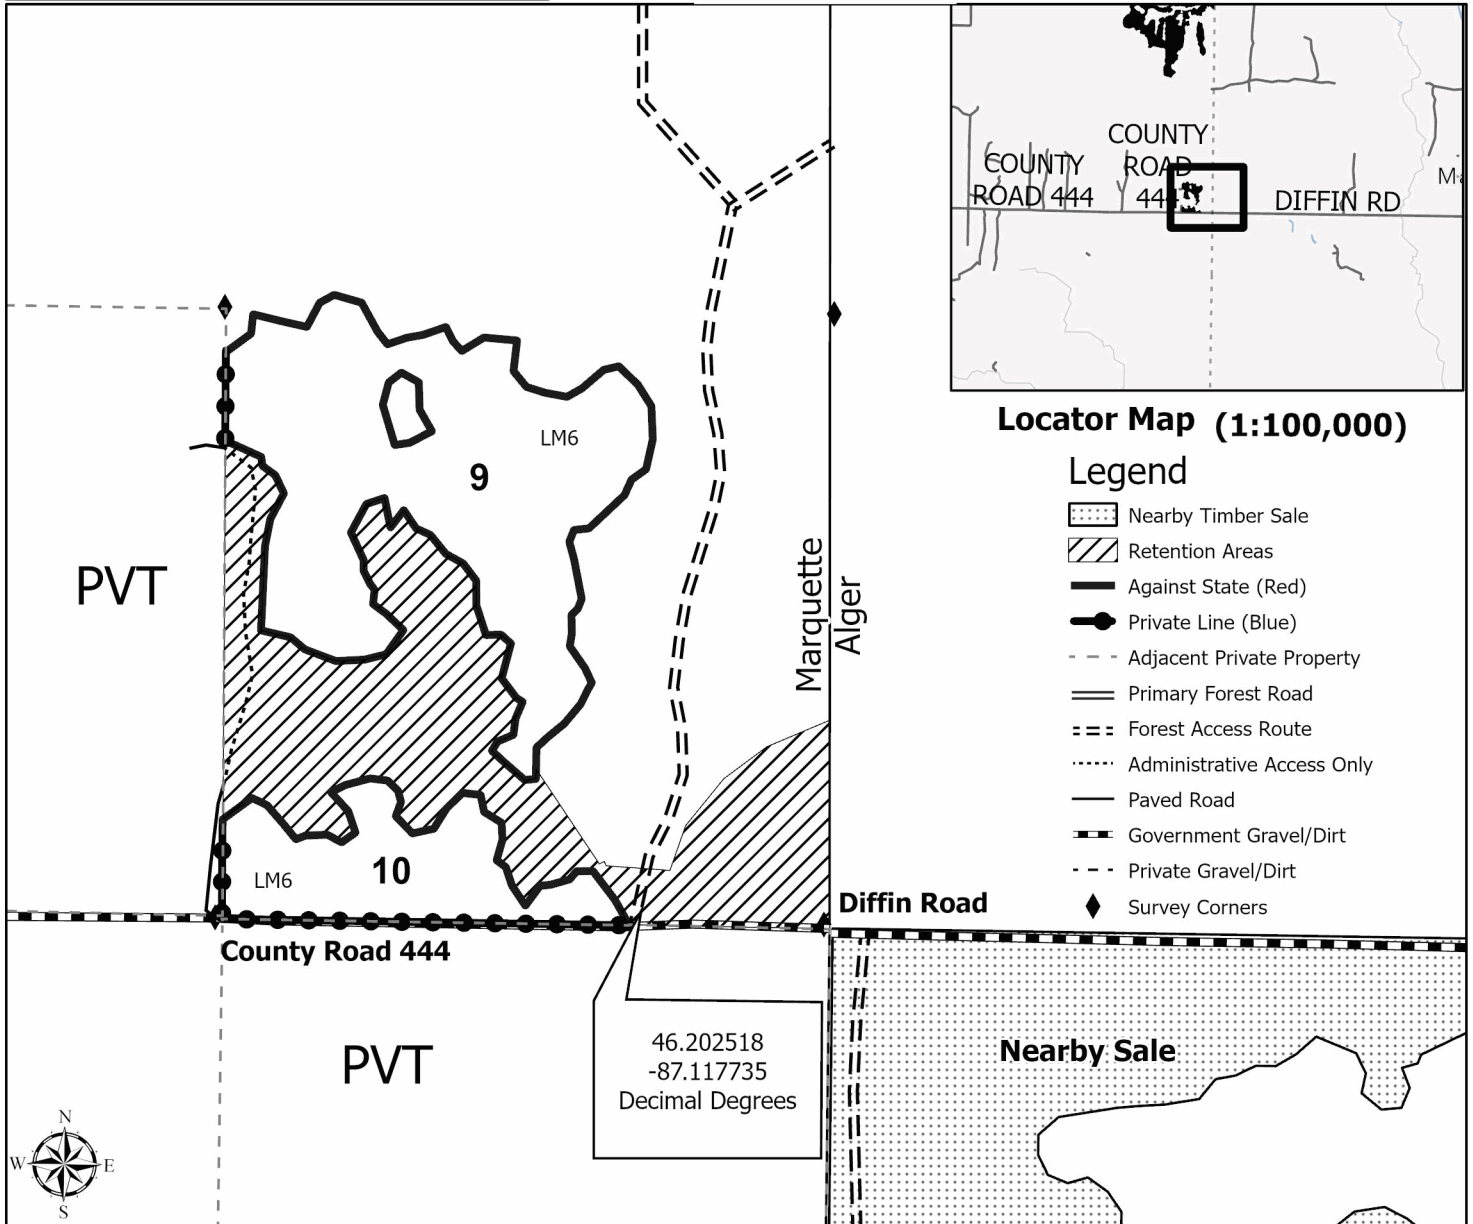 COUNTY
ROAD
444
COUNTY
ROAD 444
DIFFIN RD
Locator Map (1:100,000)
Legend
Nearby Timber Sale
Retention Areas
Against State (Red)
Private Line (Blue)
Adjacent Private Property
Primary Forest Road
Forest Access Route
Administrative Access Only
Paved Road
Government Gravel/Dirt
Private Gravel/Dirt
Survey Corners
LM6
9
PVT
Marquette
Alger
LM6
10
Diffin Road
County Road 444
PVT
46.202518
-87.117735
Decimal Degrees
Nearby Sale
N
W
E
S